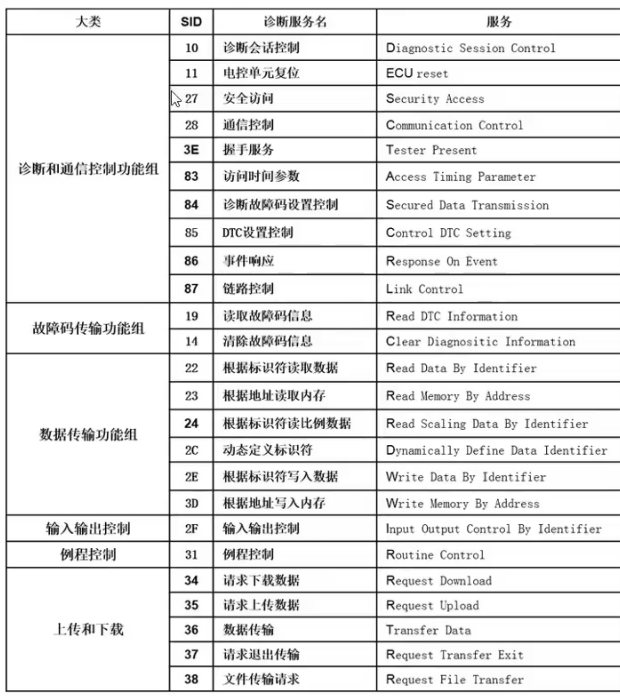 大类 SID 诊断服务名 服务
诊断和通信控制功能组
10 诊断会话控制 Diagnostic Session Control
11 电控单元复位 ECU reset
27 安全访问 Security Access
28 通信控制 Communication Control
3E 握手服务 Tester Present
83 访问时间参数 Access Timing Parameter
84 诊断故障码设置控制 Secured Data Transmission
85 DTC设置控制 Control DTC Setting
86 事件响应 Response On Event
87 链路控制 Link Control
故障码传输功能组
19 读取故障码信息 Read DTC Information
14 清除故障码信息 Clear Diagnositic Information
数据传输功能组
22 根据标识符读取数据 Read Data By Identifier
23 根据地址读取内存 Read Memory By Address
24 根据标识符读比例数据 Read Scaling Data By Identifier
2C 动态定义标识符 Dynamically Define Data Identifier
2E 根据标识符写入数据 Write Data By Identifier
3D 根据地址写入内存 Write Memory By Address
输入输出控制 2F 输入输出控制 Input Output Control By Identifier
例程控制 31 例程控制 Routine Control
上传和下载
34 请求下载数据 Request Download
35 请求上传数据 Request Upload
36 数据传输 Transfer Data
37 请求退出传输 Request Transfer Exit
38 文件传输请求 Request File Transfer